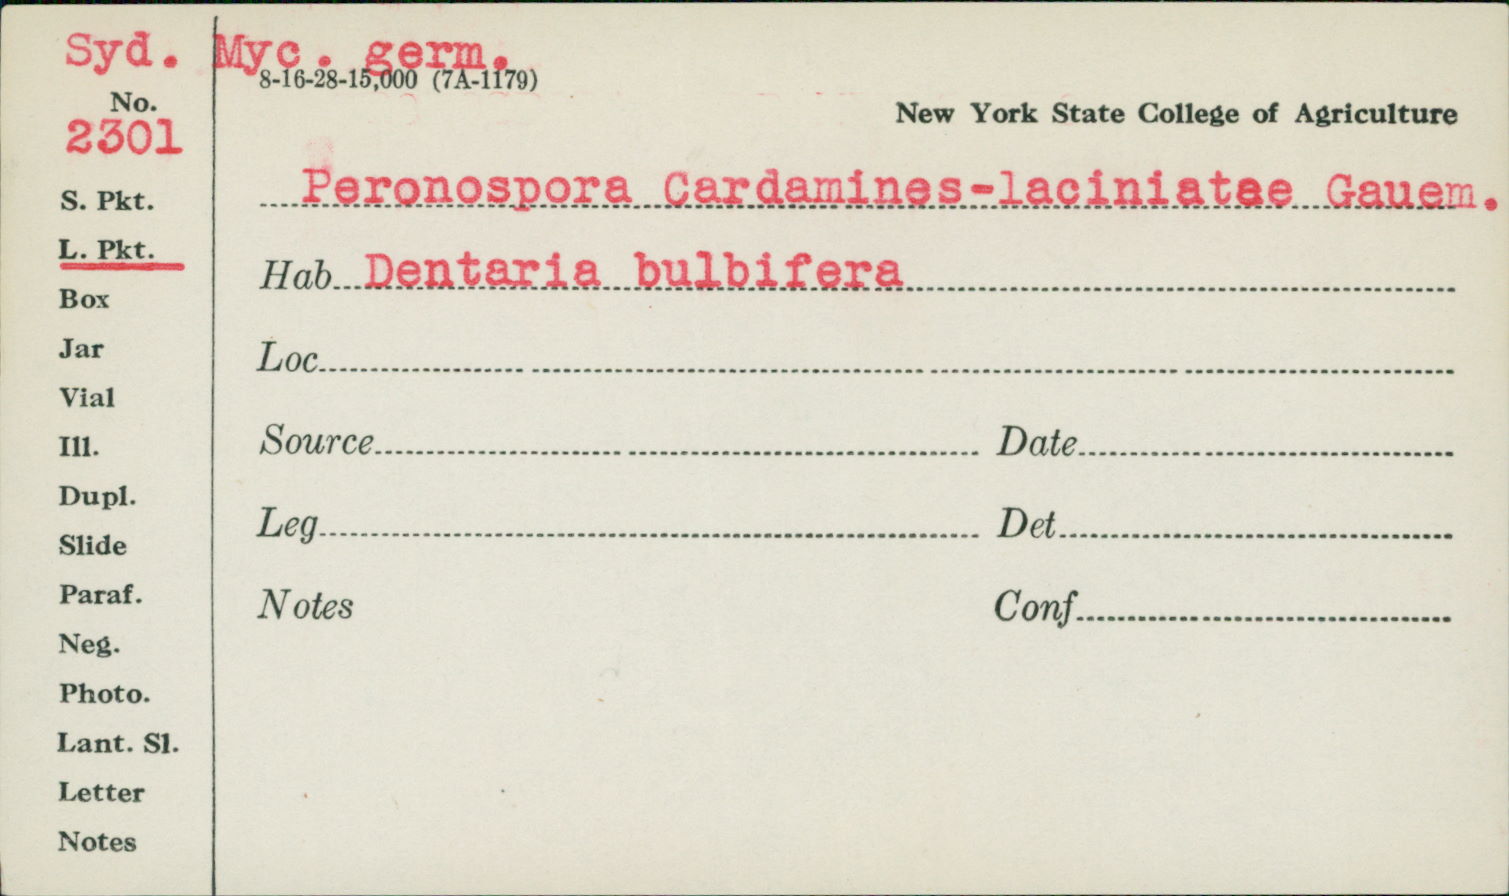 Syd. Myc. germ.
8-16-28-15,000 (7A-1179)
No.
2301
New York State College of Agriculture
S. Pkt.
Peronospora Cardamines-laciniatae Gauem.
L. Pkt.
Hab. Dentaria bulbifera
Box
Jar
Loc.
Vial
Ill.
Source Date
Dupl.
Leg. Det.
Slide
Paraf.
Notes Conf.
Neg.
Photo.
Lant. Sl.
Letter
Notes